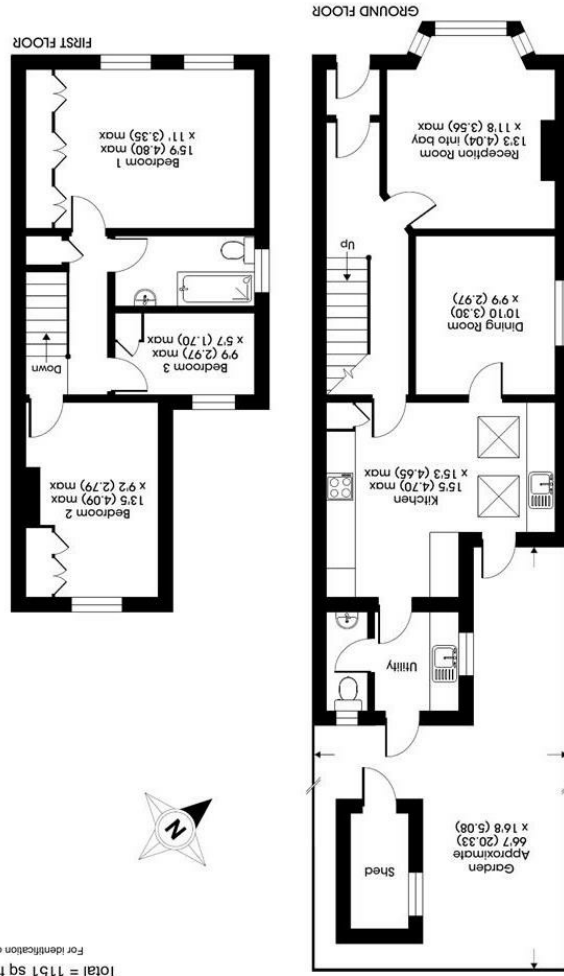 Total = 1151 sq f
For identification o
Garden
Approximate
66'7 (20.33)
x 16'8 (5.08)
Shed
N
Utility
Kitchen
15'5 (4.70) max
x 15'3 (4.65) max
Dining Room
10'10 (3.30)
x 9'9 (2.97)
Up
Reception Room
13'3 (4.04) into bay
x 11'8 (3.56) max
GROUND FLOOR
Bedroom 2
13'5 (4.09) max
x 9'2 (2.79) max
Down
Bedroom 3
9'9 (2.97) max
x 5'7 (1.70) max
Bedroom 1
15'9 (4.80) max
x 11' (3.35) max
FIRST FLOOR